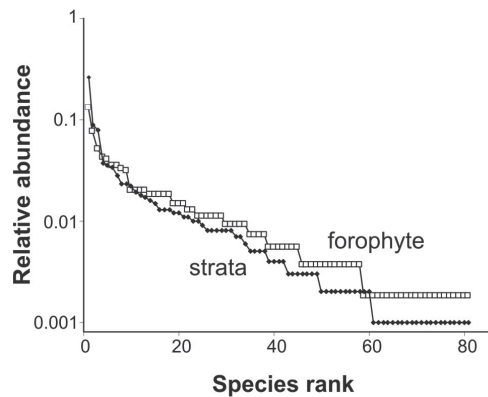 1
Relative abundance
0.1
0.01
forophyte
strata
0.001
0
20
40
60
80
Species rank